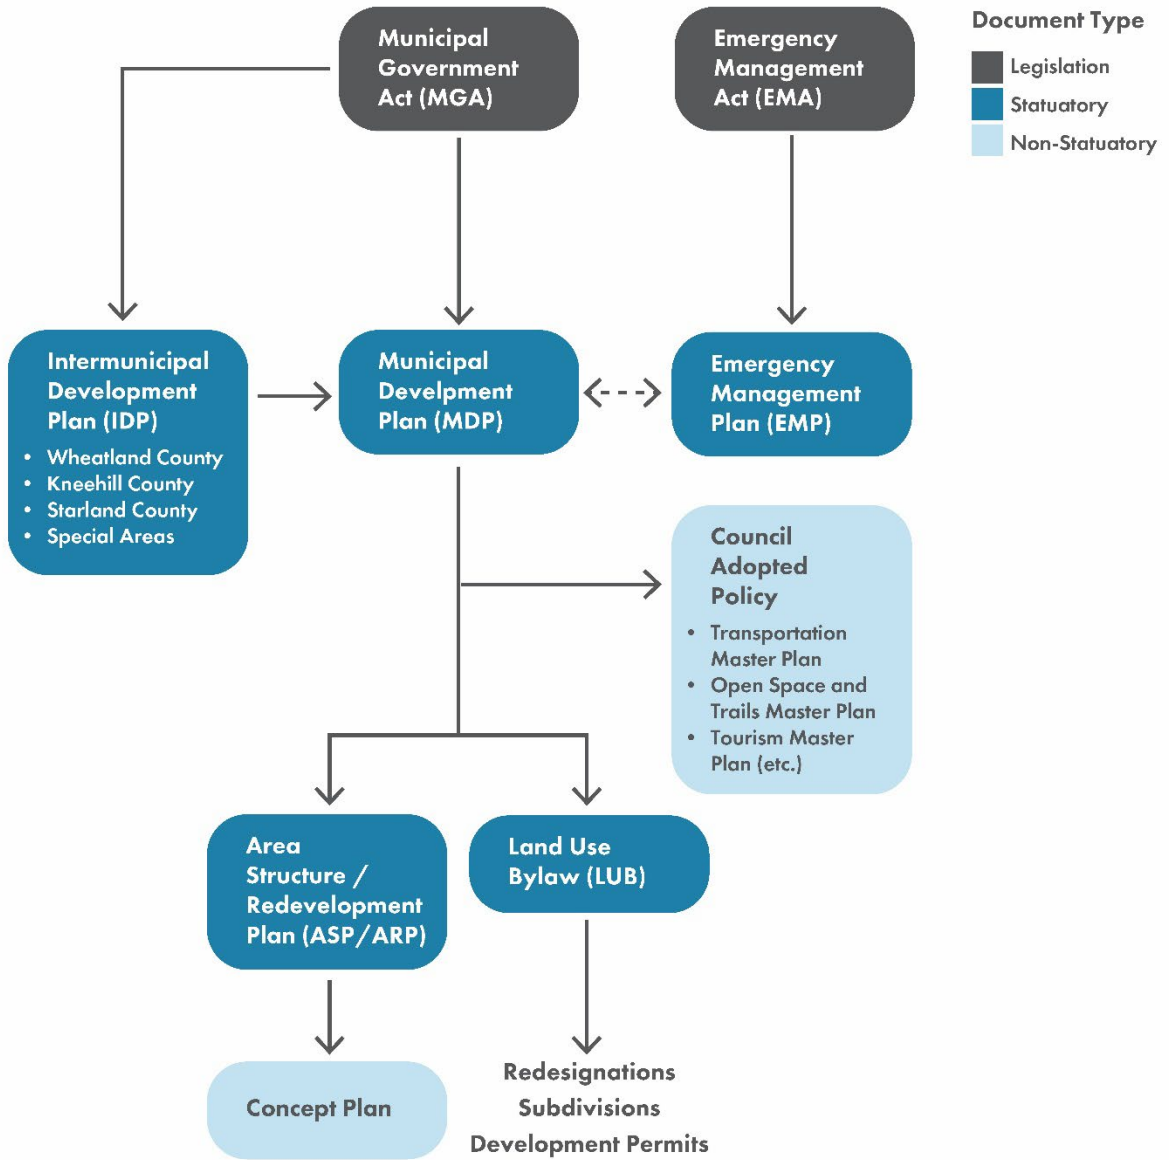 Municipal
Government
Act (MGA)
Emergency
Management
Act (EMA)
Document Type
Legislation
Statuatory
Non-Statuatory
Intermunicipal
Development
Plan (IDP)
• Wheatland County
• Kneehill County
• Starland County
• Special Areas
Municipal
Develpment
Plan (MDP)
Emergency
Management
Plan (EMP)
Council
Adopted
Policy
• Transportation
Master Plan
• Open Space and
Trails Master Plan
• Tourism Master
Plan (etc.)
Area
Structure /
Redevelopment
Plan (ASP/ARP)
Land Use
Bylaw (LUB)
Concept Plan
Redesignations
Subdivisions
Development Permits